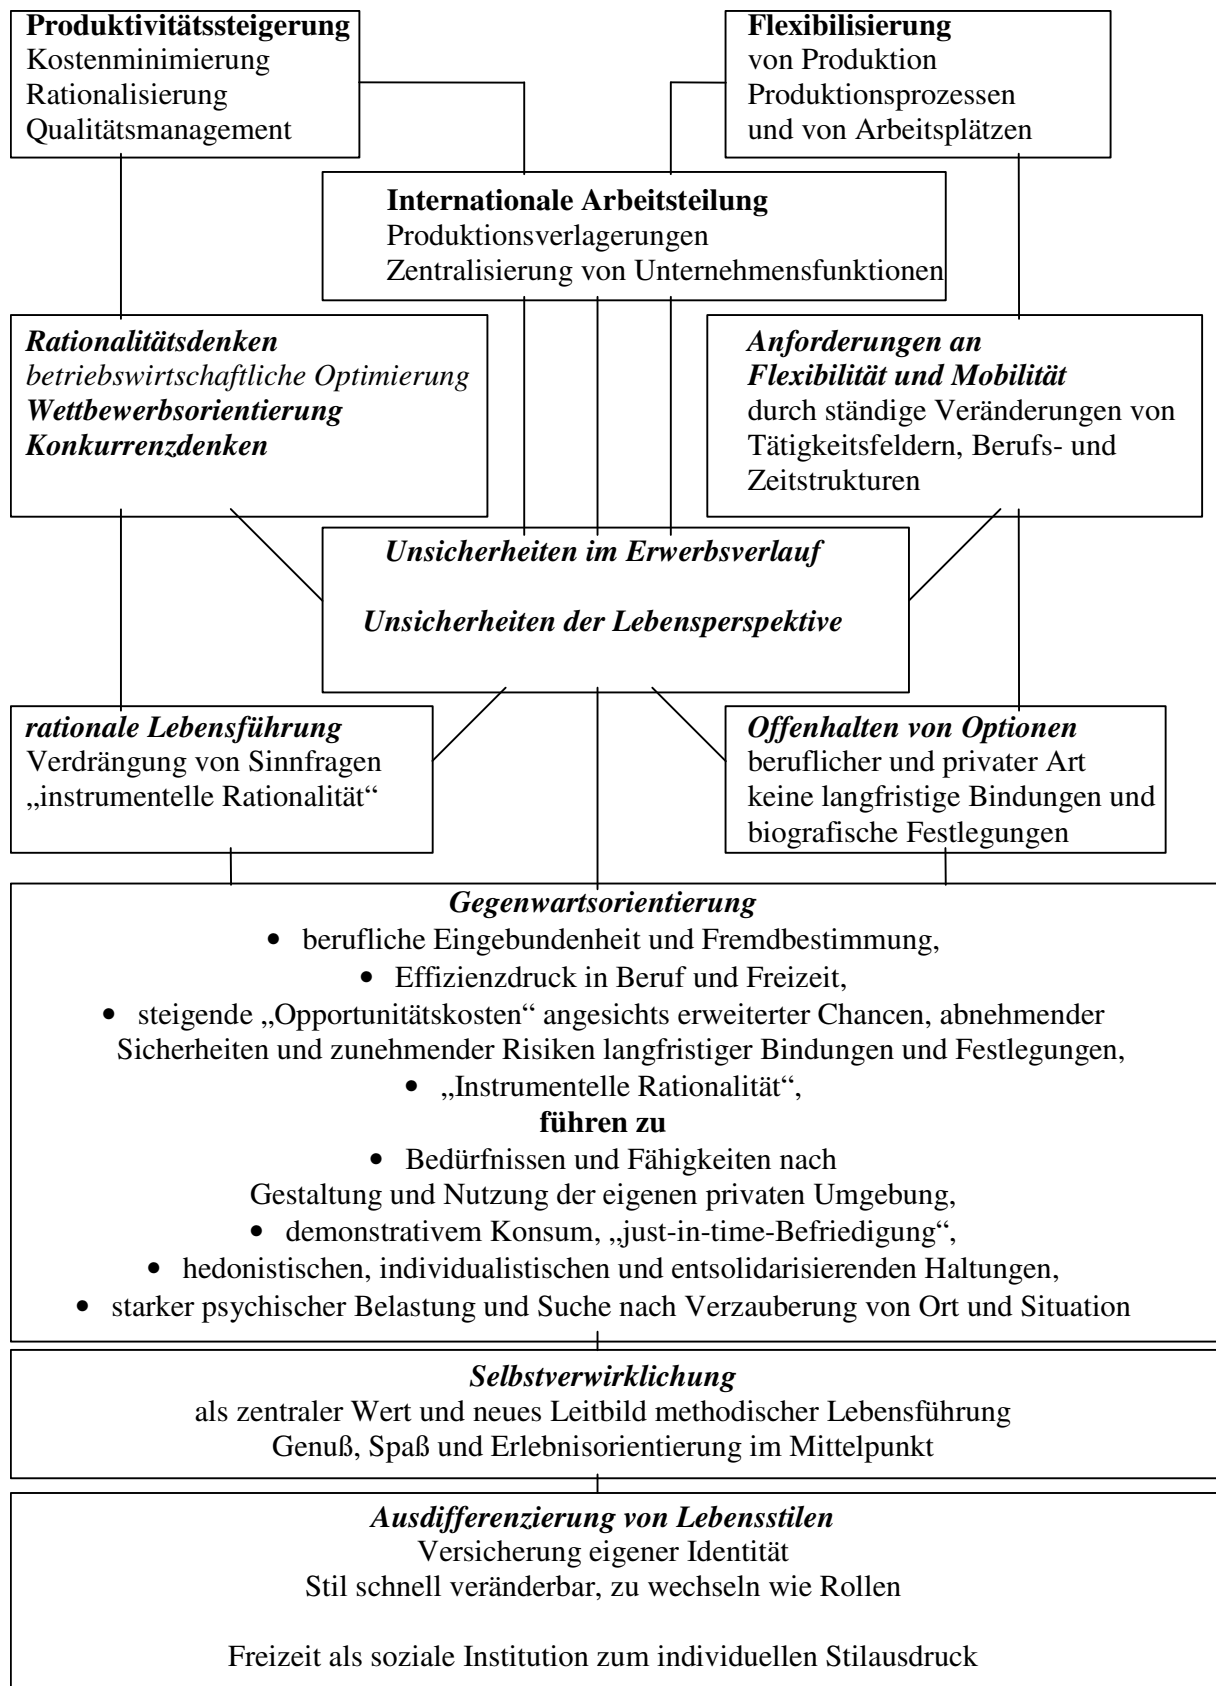 Produktivitätssteigerung
Kostenminimierung
Rationalisierung
Qualitätsmanagement
Flexibilisierung
von Produktion
Produktionsprozessen
und von Arbeitsplätzen
Internationale Arbeitsteilung
Produktionsverlagerungen
Zentralisierung von Unternehmensfunktionen
Rationalitätsdenken
betriebswirtschaftliche Optimierung
Wettbewerbsorientierung
Konkurrenzdenken
Anforderungen an
Flexibilität und Mobilität
durch ständige Veränderungen von
Tätigkeitsfeldern, Berufs- und
Zeitstrukturen
Unsicherheiten im Erwerbsverlauf
Unsicherheiten der Lebensperspektive
rationale Lebensführung
Verdrängung von Sinnfragen
„instrumentelle Rationalität“
Offenhalten von Optionen
beruflicher und privater Art
keine langfristige Bindungen und
biografische Festlegungen
Gegenwartsorientierung
• berufliche Eingebundenheit und Fremdbestimmung,
• Effizienzdruck in Beruf und Freizeit,
• steigende „Opportunitätskosten“ angesichts erweiterter Chancen, abnehmender
Sicherheiten und zunehmender Risiken langfristiger Bindungen und Festlegungen,
• „Instrumentelle Rationalität“,
führen zu
• Bedürfnissen und Fähigkeiten nach
Gestaltung und Nutzung der eigenen privaten Umgebung,
• demonstrativem Konsum, „just-in-time-Befriedigung“,
• hedonistischen, individualistischen und entsolidarisierenden Haltungen,
• starker psychischer Belastung und Suche nach Verzauberung von Ort und Situation
Selbstverwirklichung
als zentraler Wert und neues Leitbild methodischer Lebensführung
Genuß, Spaß und Erlebnisorientierung im Mittelpunkt
Ausdifferenzierung von Lebensstilen
Versicherung eigener Identität
Stil schnell veränderbar, zu wechseln wie Rollen
Freizeit als soziale Institution zum individuellen Stilausdruck